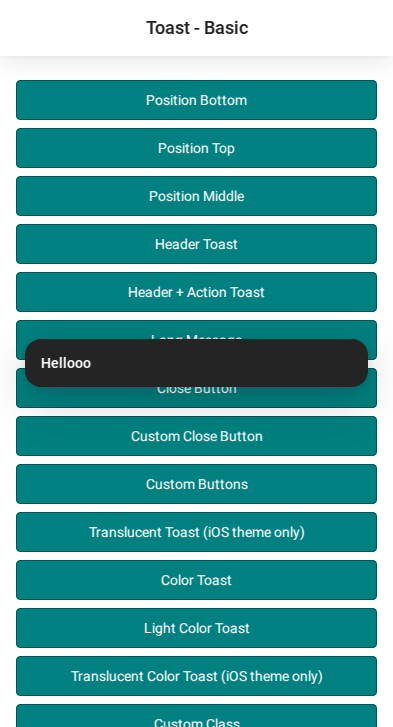 Toast - Basic
Position Bottom
Position Top
Position Middle
Header Toast
Header + Action Toast
Long Message
Hellooo
Close Button
Custom Close Button
Custom Buttons
Translucent Toast (iOS theme only)
Color Toast
Light Color Toast
Translucent Color Toast (iOS theme only)
Custom Class